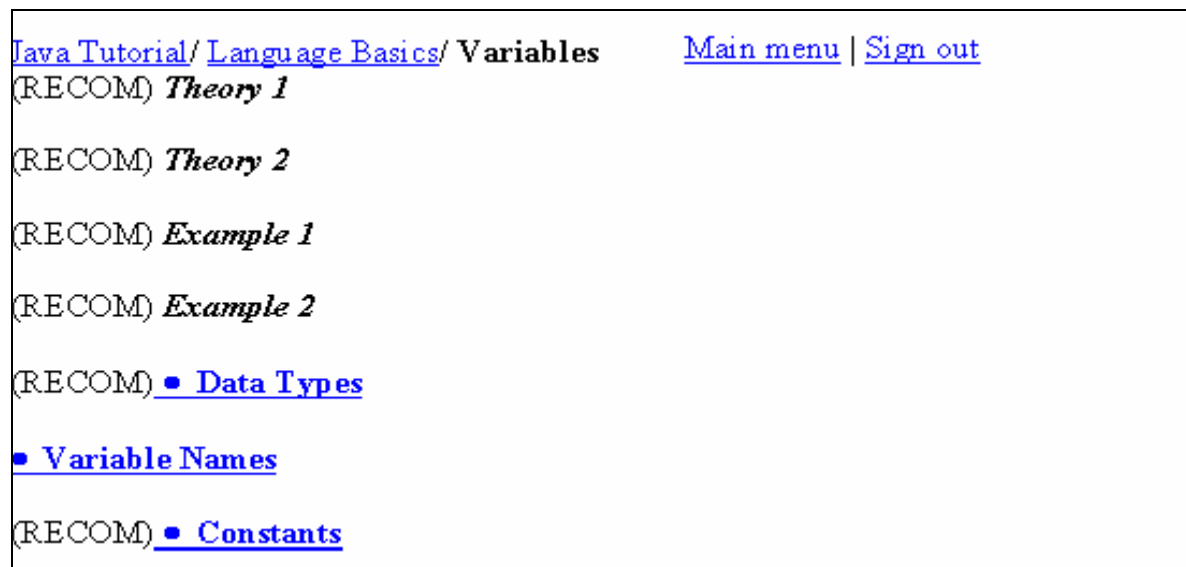 Java Tutorial/ Language Basics/ Variables Main menu | Sign out
(RECOM) Theory 1
(RECOM) Theory 2
(RECOM) Example 1
(RECOM) Example 2
(RECOM) • Data Types
• Variable Names
(RECOM) • Constants